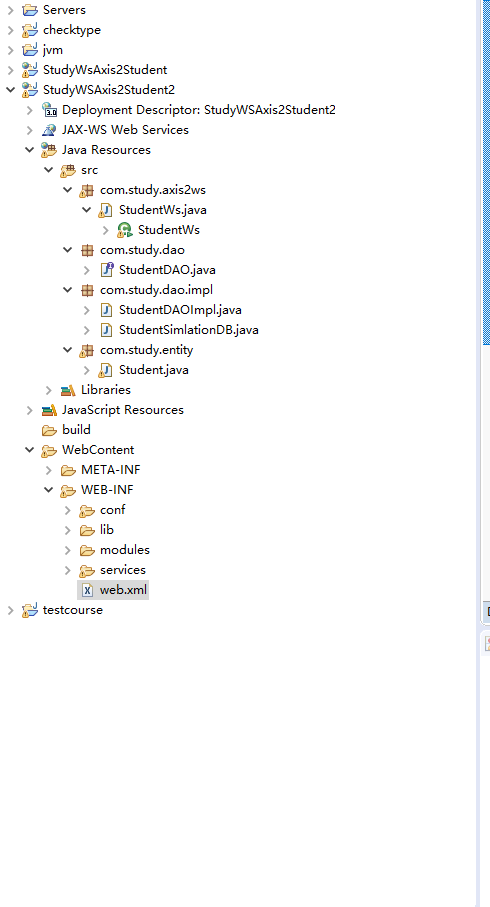 Servers
checktype
jvm
StudyWsAxis2Student
StudyWSAxis2Student2
Deployment Descriptor: StudyWSAxis2Student2
JAX-WS Web Services
Java Resources
src
com.study.axis2ws
StudentWs.java
StudentWs
com.study.dao
StudentDAO.java
com.study.dao.impl
StudentDAOImpl.java
StudentSimlationDB.java
com.study.entity
Student.java
Libraries
JavaScript Resources
build
WebContent
META-INF
WEB-INF
conf
lib
modules
services
web.xml
testcourse